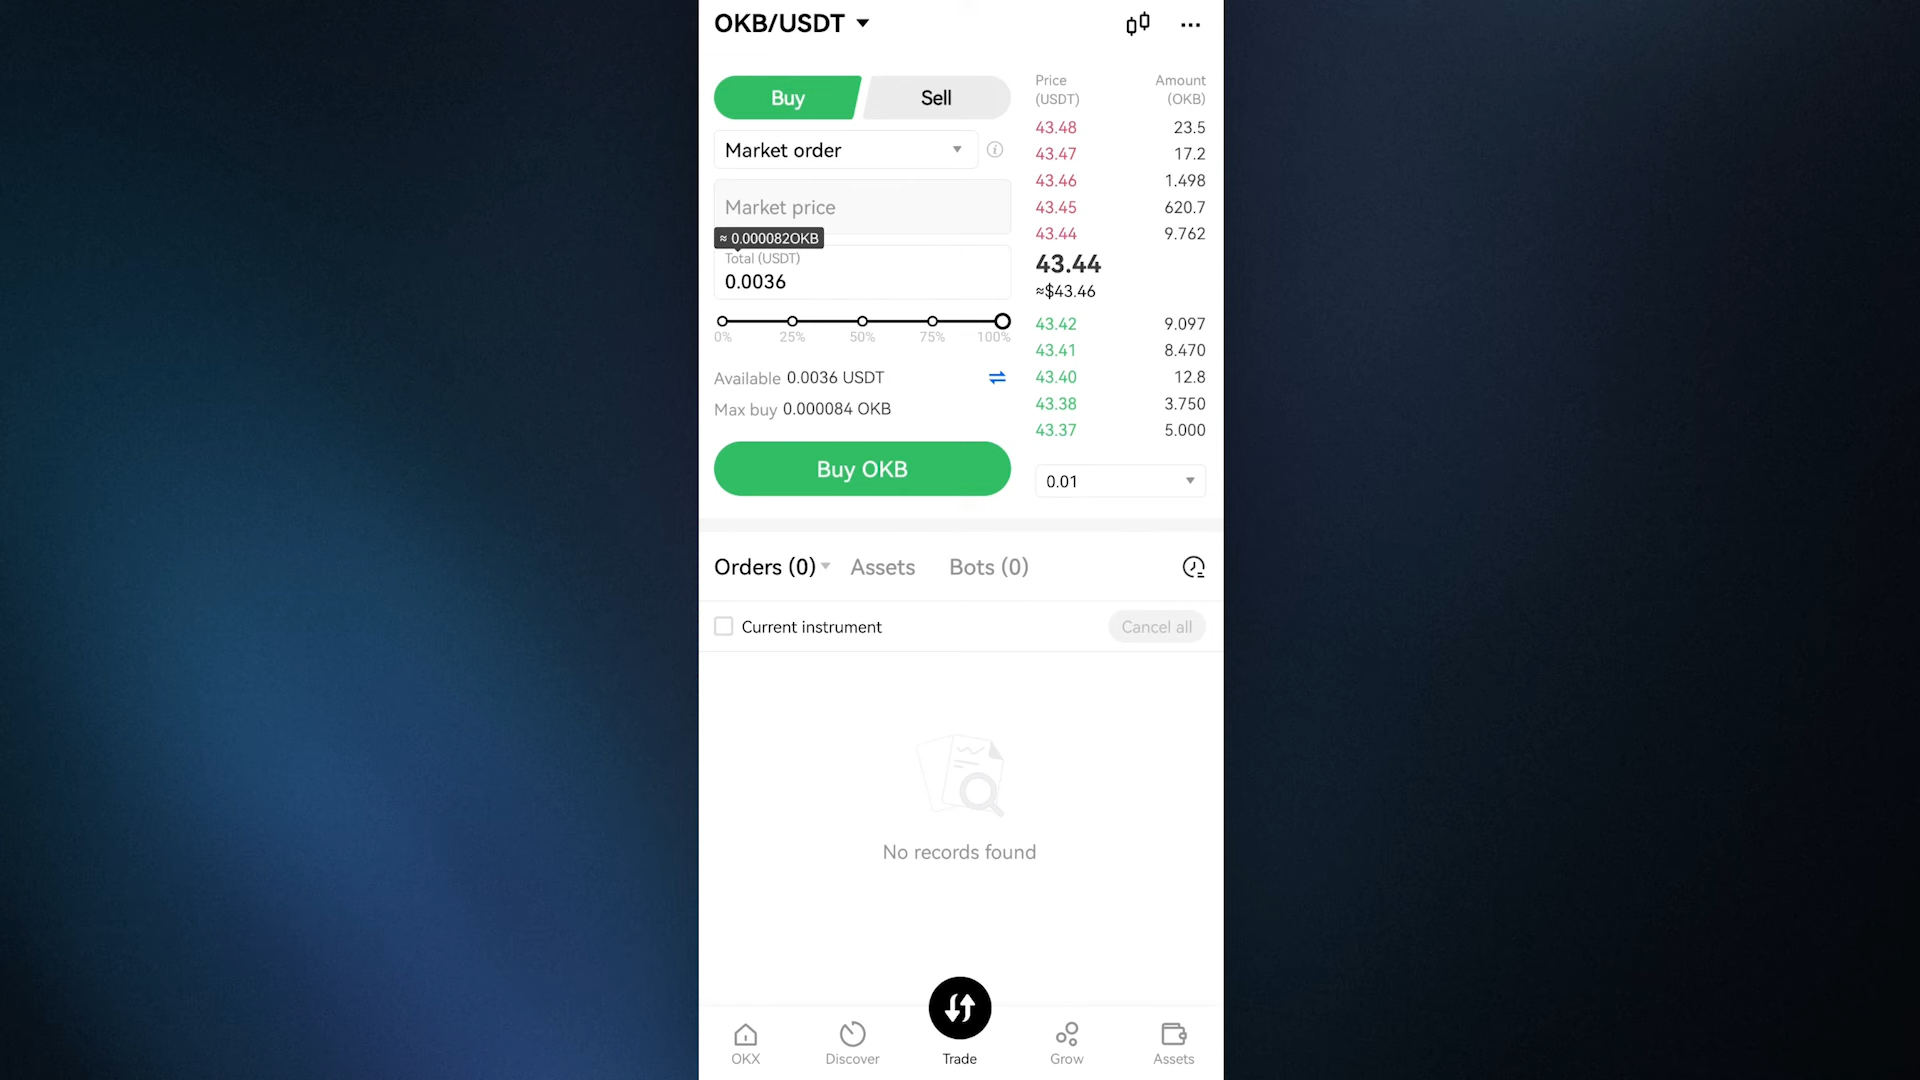 OKB/USDT
Buy
Sell
Market order
Market price
≈ 0.000082OKB
Total (USDT)
0.0036
0%
25%
50%
75%
100%
Available 0.0036 USDT
Max buy 0.000084 OKB
Buy OKB
Price
(USDT)
Amount
(OKB)
43.48 23.5
43.47 17.2
43.46 1.498
43.45 620.7
43.44 9.762
43.44
≈$43.46
43.42 9.097
43.41 8.470
43.40 12.8
43.38 3.750
43.37 5.000
0.01
Orders (0)
Assets
Bots (0)
Current instrument
Cancel all
No records found
OKX
Discover
Trade
Grow
Assets